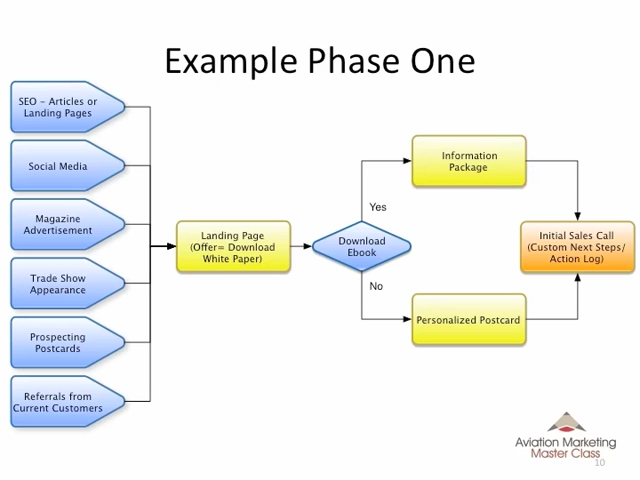 Example Phase One
SEO – Articles or
Landing Pages
Social Media
Magazine
Advertisement
Trade Show
Appearance
Prospecting
Postcards
Referrals from
Current Customers
Landing Page
(Offer= Download
White Paper)
Download
Ebook
Yes
No
Information
Package
Personalized Postcard
Initial Sales Call
(Custom Next Steps/
Action Log)
Aviation Marketing
Master Class
10